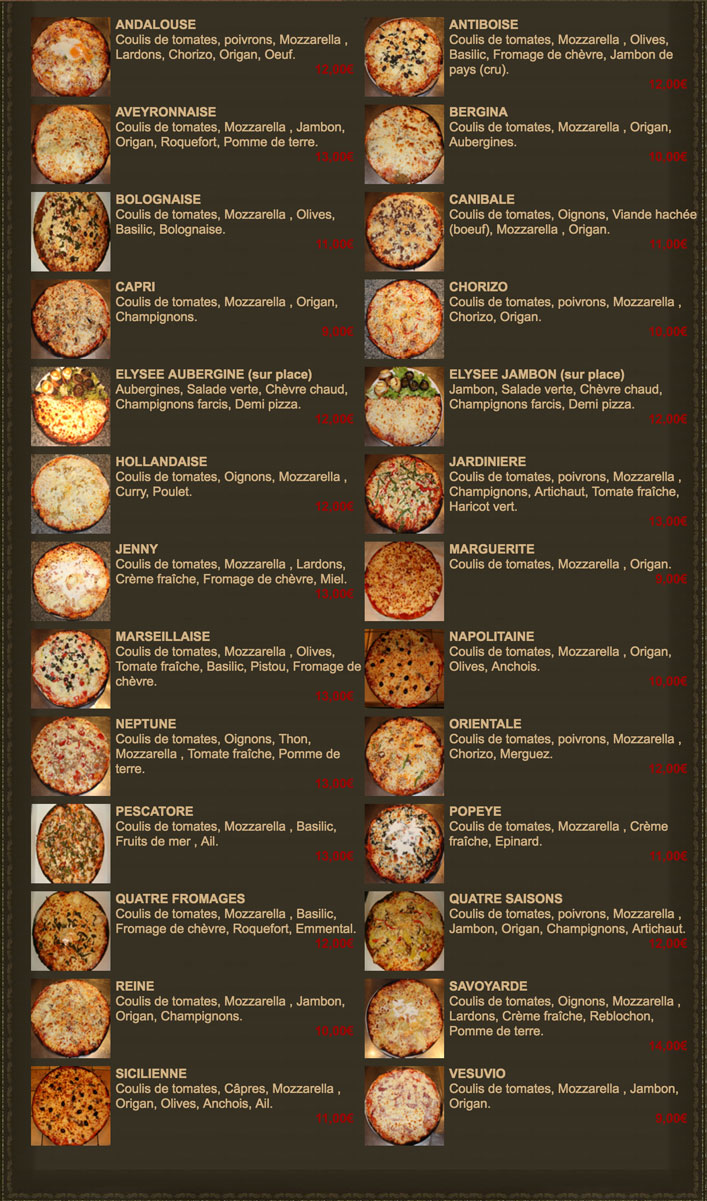 ANDALOUSE
Coulis de tomates, poivrons, Mozzarella ,
Lardons, Chorizo, Origan, Oeuf.
12,00€
ANTIBOISE
Coulis de tomates, Mozzarella , Olives,
Basilic, Fromage de chèvre, Jambon de
pays (cru).
12,00€
AVEYRONNAISE
Coulis de tomates, Mozzarella , Jambon,
Origan, Roquefort, Pomme de terre.
13,00€
BERGINA
Coulis de tomates, Mozzarella , Origan,
Aubergines.
10,00€
BOLOGNAISE
Coulis de tomates, Mozzarella , Olives,
Basilic, Bolognaise.
11,00€
CANIBALE
Coulis de tomates, Oignons, Viande hachée
(boeuf), Mozzarella , Origan.
11,00€
CAPRI
Coulis de tomates, Mozzarella , Origan,
Champignons.
9,00€
CHORIZO
Coulis de tomates, poivrons, Mozzarella ,
Chorizo, Origan.
10,00€
ELYSEE AUBERGINE (sur place)
Aubergines, Salade verte, Chèvre chaud,
Champignons farcis, Demi pizza.
12,00€
ELYSEE JAMBON (sur place)
Jambon, Salade verte, Chèvre chaud,
Champignons farcis, Demi pizza.
12,00€
HOLLANDAISE
Coulis de tomates, Oignons, Mozzarella ,
Curry, Poulet.
12,00€
JARDINIERE
Coulis de tomates, poivrons, Mozzarella ,
Champignons, Artichaut, Tomate fraîche,
Haricot vert.
13,00€
JENNY
Coulis de tomates, Mozzarella , Lardons,
Crème fraîche, Fromage de chèvre, Miel.
13,00€
MARGUERITE
Coulis de tomates, Mozzarella , Origan.
8,00€
MARSEILLAISE
Coulis de tomates, Mozzarella , Olives,
Tomate fraîche, Basilic, Pistou, Fromage de
chèvre.
13,00€
NAPOLITAINE
Coulis de tomates, Mozzarella , Origan,
Olives, Anchois.
10,00€
NEPTUNE
Coulis de tomates, Oignons, Thon,
Mozzarella , Tomate fraîche, Pomme de
terre.
13,00€
ORIENTALE
Coulis de tomates, poivrons, Mozzarella ,
Chorizo, Merguez.
12,00€
PESCATORE
Coulis de tomates, Mozzarella , Basilic,
Fruits de mer , Ail.
13,00€
POPEYE
Coulis de tomates, Mozzarella , Crème
fraîche, Epinard.
11,00€
QUATRE FROMAGES
Coulis de tomates, Mozzarella , Basilic,
Fromage de chèvre, Roquefort, Emmental.
12,00€
QUATRE SAISONS
Coulis de tomates, poivrons, Mozzarella ,
Jambon, Origan, Champignons, Artichaut.
12,00€
REINE
Coulis de tomates, Mozzarella , Jambon,
Origan, Champignons.
10,00€
SAVOYARDE
Coulis de tomates, Oignons, Mozzarella ,
Lardons, Crème fraîche, Reblochon,
Pomme de terre.
14,00€
SICILIENNE
Coulis de tomates, Câpres, Mozzarella ,
Origan, Olives, Anchois, Ail.
11,00€
VESUVIO
Coulis de tomates, Mozzarella , Jambon,
Origan.
9,00€